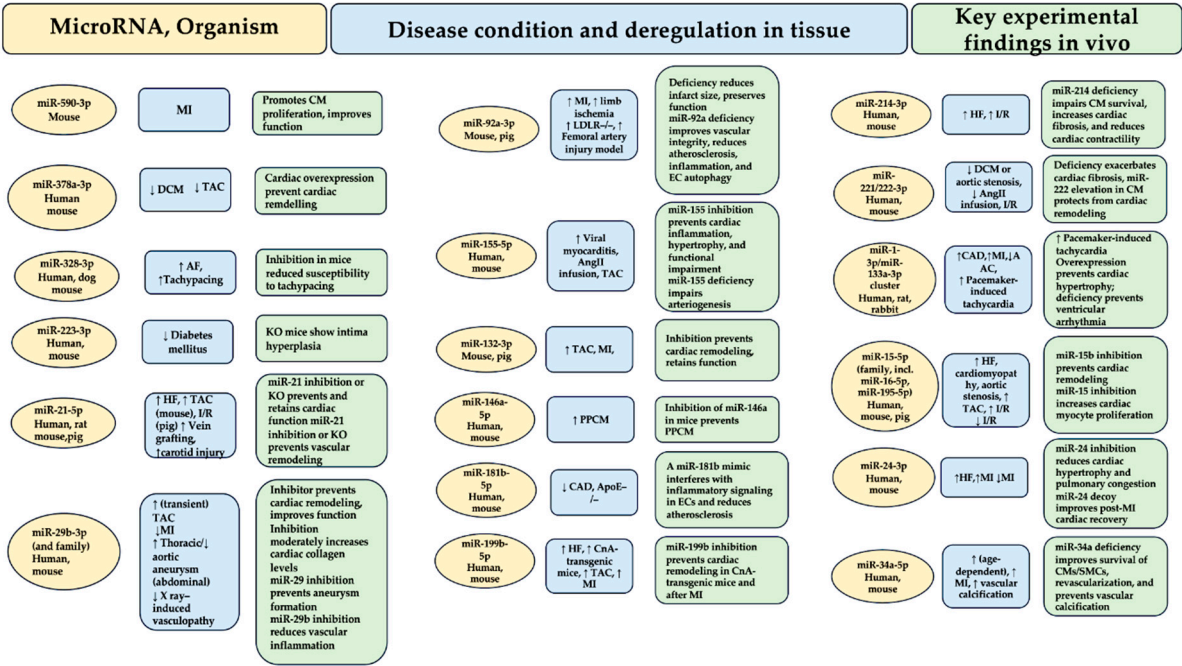 MicroRNA, Organism
Disease condition and deregulation in tissue
Key experimental
findings in vivo
miR-590-3p
Mouse
MI
Promotes CM
proliferation, improves
function
miR-378a-3p
Human
mouse
↓ DCM ↓ TAC
Cardiac overexpression
prevent cardiac
remdelling
miR-328-3p
Human, dog
mouse
↑ AF,
↑Tachypacing
Inhibition in mice
reduced susceptibility
to tachypacing
miR-223-3p
Human,
mouse
↓ Diabetes
mellitus
KO mice show intima
hyperplasia
miR-21-5p
Human, rat
mouse,pig
↑ HF, ↑ TAC
(mouse), I/R
(pig) ↑ Vein
grafting,
↑carotid injury
miR-21 inhibition or
KO prevents and
retains cardiac
function miR-21
inhibition or KO
prevents vascular
remodeling
miR-29b-3p
(and family)
Human,
mouse
↑ (transient)
TAC
↓MI
↑ Thoracic/↓
aortic
aneurysm
(abdominal)
↓ X ray–
induced
vasculopathy
Inhibitor prevents
cardiac remodeling,
improves function
Inhibition
moderately increases
cardiac collagen
levels
miR-29 inhibition
prevents aneurysm
formation
miR-29b inhibition
reduces vascular
inflammation
miR-92a-3p
Mouse, pig
↑ MI, ↑ limb
ischemia
↑ LDLR–/–, ↑
Femoral artery
injury model
Deficiency reduces
infarct size, preserves
function
miR-92a deficiency
improves vascular
integrity, reduces
atherosclerosis,
inflammation, and
EC autophagy
miR-155-5p
Human,
mouse
↑ Viral
myocarditis,
AngII
infusion, TAC
miR-155 inhibition
prevents cardiac
inflammation,
hypertrophy, and
functional
impairment
miR-155 deficiency
impairs
arteriogenesis
miR-132-3p
Mouse, pig
↑ TAC, MI,
Inhibition prevents
cardiac remodeling,
retains function
miR-146a-
5p
Human,
mouse
↑ PPCM
Inhibition of miR-146a
in mice prevents
PPCM
miR-181b-
5p
Human,
mouse
↓ CAD, ApoE–
/–
A miR-181b mimic
interferes with
inflammatory signaling
in ECs and reduces
atherosclerosis
miR-199b-
5p
Human,
mouse
↑ HF, ↑ CnA-
transgenic
mice, ↑ TAC, ↑
MI
miR-199b inhibition
prevents cardiac
remodeling in CnA-
transgenic mice and
after MI
miR-214-3p
Human,
mouse
↑ HF, ↑ I/R
miR-214 deficiency
impairs CM survival,
increases cardiac
fibrosis, and reduces
cardiac contractility
miR-
221/222-3p
Human,
mouse
↓ DCM or
aortic stenosis,
↓ AngII
infusion, I/R
Deficiency exacerbates
cardiac fibrosis, miR-
222 elevation in CM
protects from cardiac
remodeling
miR-1-
3p/miR-
133a-3p
cluster
Human, rat,
rabbit
↑CAD,↑MI,↓A
AC,
↑ Pacemaker-
induced
tachycardia
↑ Pacemaker-induced
tachycardia
Overexpression
prevents cardiac
hypertrophy;
deficiency prevents
ventricular
arrhythmia
miR-15-5p
(family, incl.
miR-16-5p,
miR-195-5p)
Human,
mouse, pig
↑ HF,
cardiomyopat
hy, aortic
stenosis, ↑
TAC, ↑ I/R
↓ I/R
miR-15b inhibition
prevents cardiac
remodeling
miR-15 inhibition
increases cardiac
myocyte proliferation
miR-24-3p
Human,
mouse
↑HF,↑MI ↓MI
miR-24 inhibition
reduces cardiac
hypertrophy and
pulmonary congestion
miR-24 decoy
improves post-MI
cardiac recovery
miR-34a-5p
Human,
mouse
↑ (age-
dependent), ↑
MI, ↑ vascular
calcification
miR-34a deficiency
improves survival of
CMs/SMCs,
revascularization, and
prevents vascular
calcification